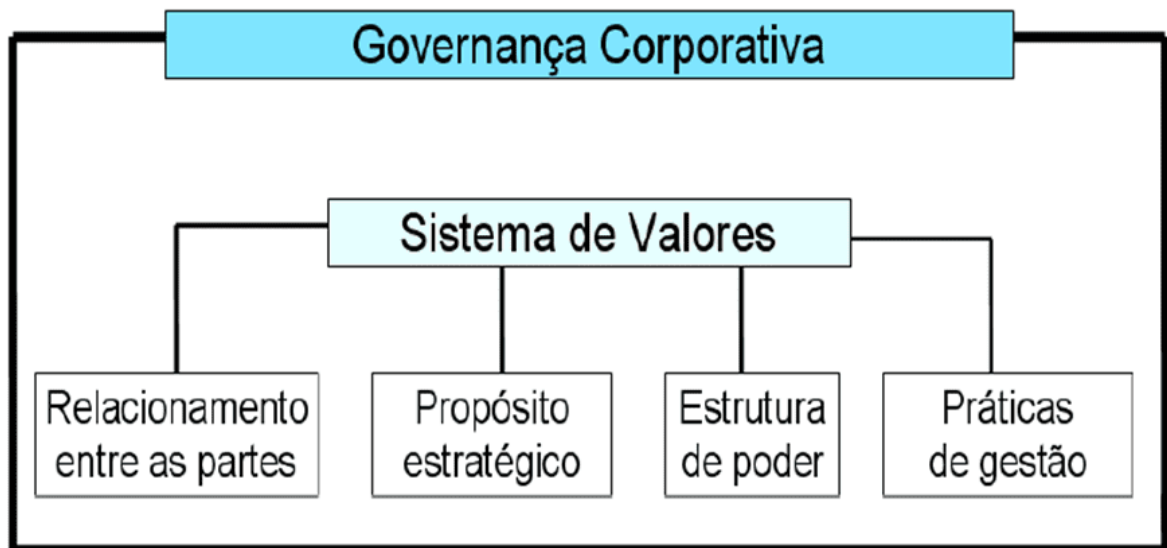 Governança Corporativa
Sistema de Valores
Relacionamento
entre as partes
Propósito
estratégico
Estrutura
de poder
Práticas
de gestão